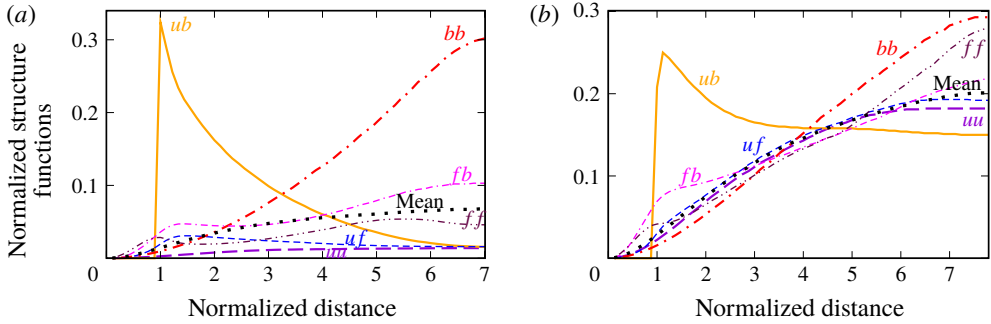 (a)
0.3
0.2
0.1
0
1
2
3
4
5
6
7
Normalized structure
functions
Normalized distance
ub
bb
fb
Mean
ff
uf
uu
(b)
0.3
0.2
0.1
0
1
2
3
4
5
6
7
Normalized distance
ub
bb
ff
Mean
uu
uf
fb